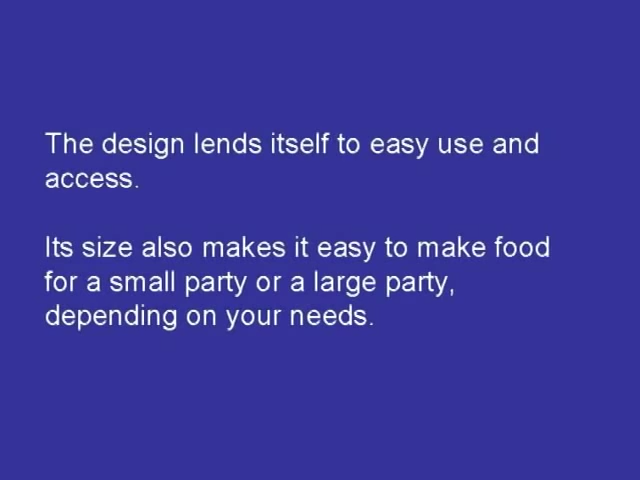 The design lends itself to easy use and
access.
Its size also makes it easy to make food
for a small party or a large party,
depending on your needs.